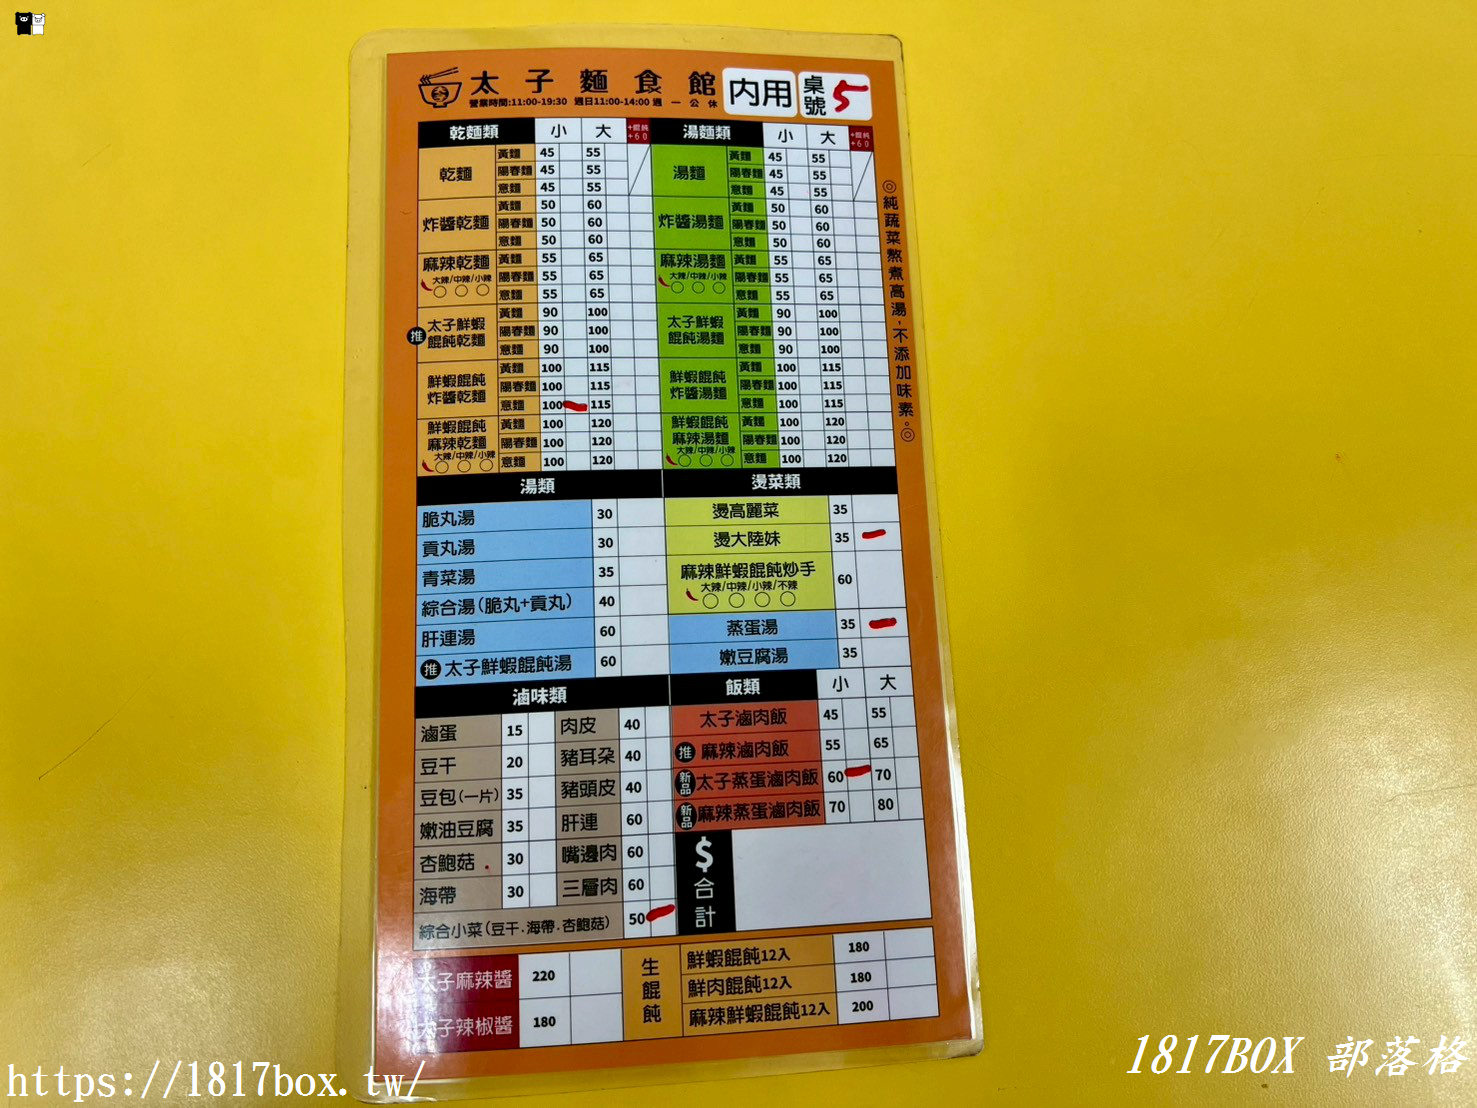 太子麵食館 內用 桌號 5
營業時間:11:00-19:30 週日11:00-14:00 週一公休
乾麵類 小 大 +餛飩+60
乾麵 黃麵 45 55
陽春麵 45 55
意麵 45 55
炸醬乾麵 黃麵 50 60
陽春麵 50 60
意麵 50 60
麻辣乾麵 黃麵 55 65
大辣/中辣/小辣 陽春麵 55 65
意麵 55 65
推 太子鮮蝦餛飩乾麵 黃麵 90 100
陽春麵 90 100
意麵 90 100
鮮蝦餛飩炸醬乾麵 黃麵 100 115
陽春麵 100 115
意麵 100 115
鮮蝦餛飩麻辣乾麵 黃麵 100 120
大辣/中辣/小辣 陽春麵 100 120
意麵 100 120
湯麵類 小 大 +餛飩+60
湯麵 黃麵 45 55
陽春麵 45 55
意麵 45 55
炸醬湯麵 黃麵 50 60
陽春麵 50 60
意麵 50 60
麻辣湯麵 黃麵 55 65
大辣/中辣/小辣 陽春麵 55 65
意麵 55 65
太子鮮蝦餛飩湯麵 黃麵 90 100
陽春麵 90 100
意麵 90 100
鮮蝦餛飩炸醬湯麵 黃麵 100 115
陽春麵 100 115
意麵 100 115
鮮蝦餛飩麻辣湯麵 黃麵 100 120
大辣/中辣/小辣 陽春麵 100 120
意麵 100 120
◎純蔬菜熬煮高湯,不添加味素。◎
湯類
脆丸湯 30
貢丸湯 30
青菜湯 35
綜合湯(脆丸+貢丸) 40
肝連湯 60
推 太子鮮蝦餛飩湯 60
燙菜類
燙高麗菜 35
燙大陸妹 35
麻辣鮮蝦餛飩炒手 60
大辣/中辣/小辣/不辣
蒸蛋湯 35
嫩豆腐湯 35
滷味類
滷蛋 15 肉皮 40
豆干 20 豬耳朵 40
豆包(一片) 35 豬頭皮 40
嫩油豆腐 35 肝連 60
杏鮑菇 30 嘴邊肉 60
海帶 30 三層肉 60
綜合小菜(豆干.海帶.杏鮑菇) 50
飯類 小 大
太子滷肉飯 45 55
推 麻辣滷肉飯 55 65
新品 太子蒸蛋滷肉飯 60 70
新品 麻辣蒸蛋滷肉飯 70 80
$合計
太子麻辣醬 220
太子辣椒醬 180
生餛飩
鮮蝦餛飩12入 180
鮮肉餛飩12入 180
麻辣鮮蝦餛飩12入 200
https://1817box.tw/
1817BOX 部落格